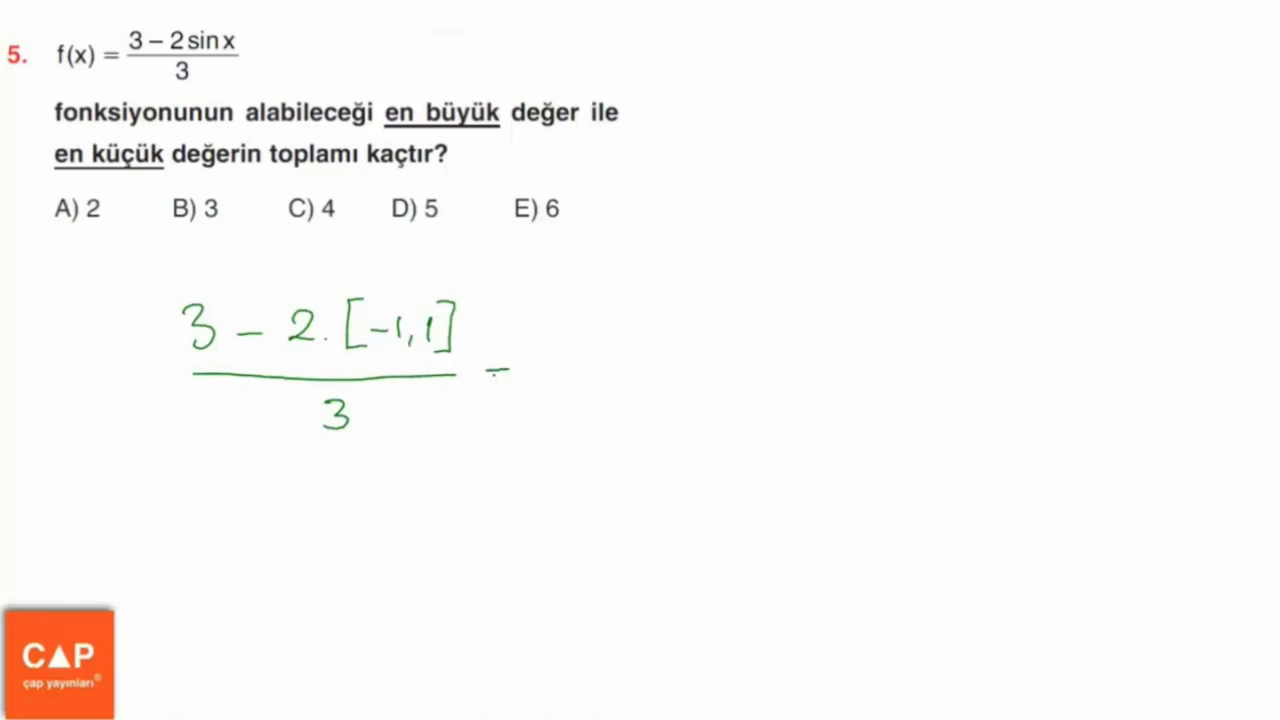 5. f(x) = 3 – 2 sin x
3
fonksiyonunun alabileceği en büyük değer ile
en küçük değerin toplamı kaçtır?
A) 2 B) 3 C) 4 D) 5 E) 6
3 – 2. [-1, 1] =
3
ÇAP
çap yayınları®